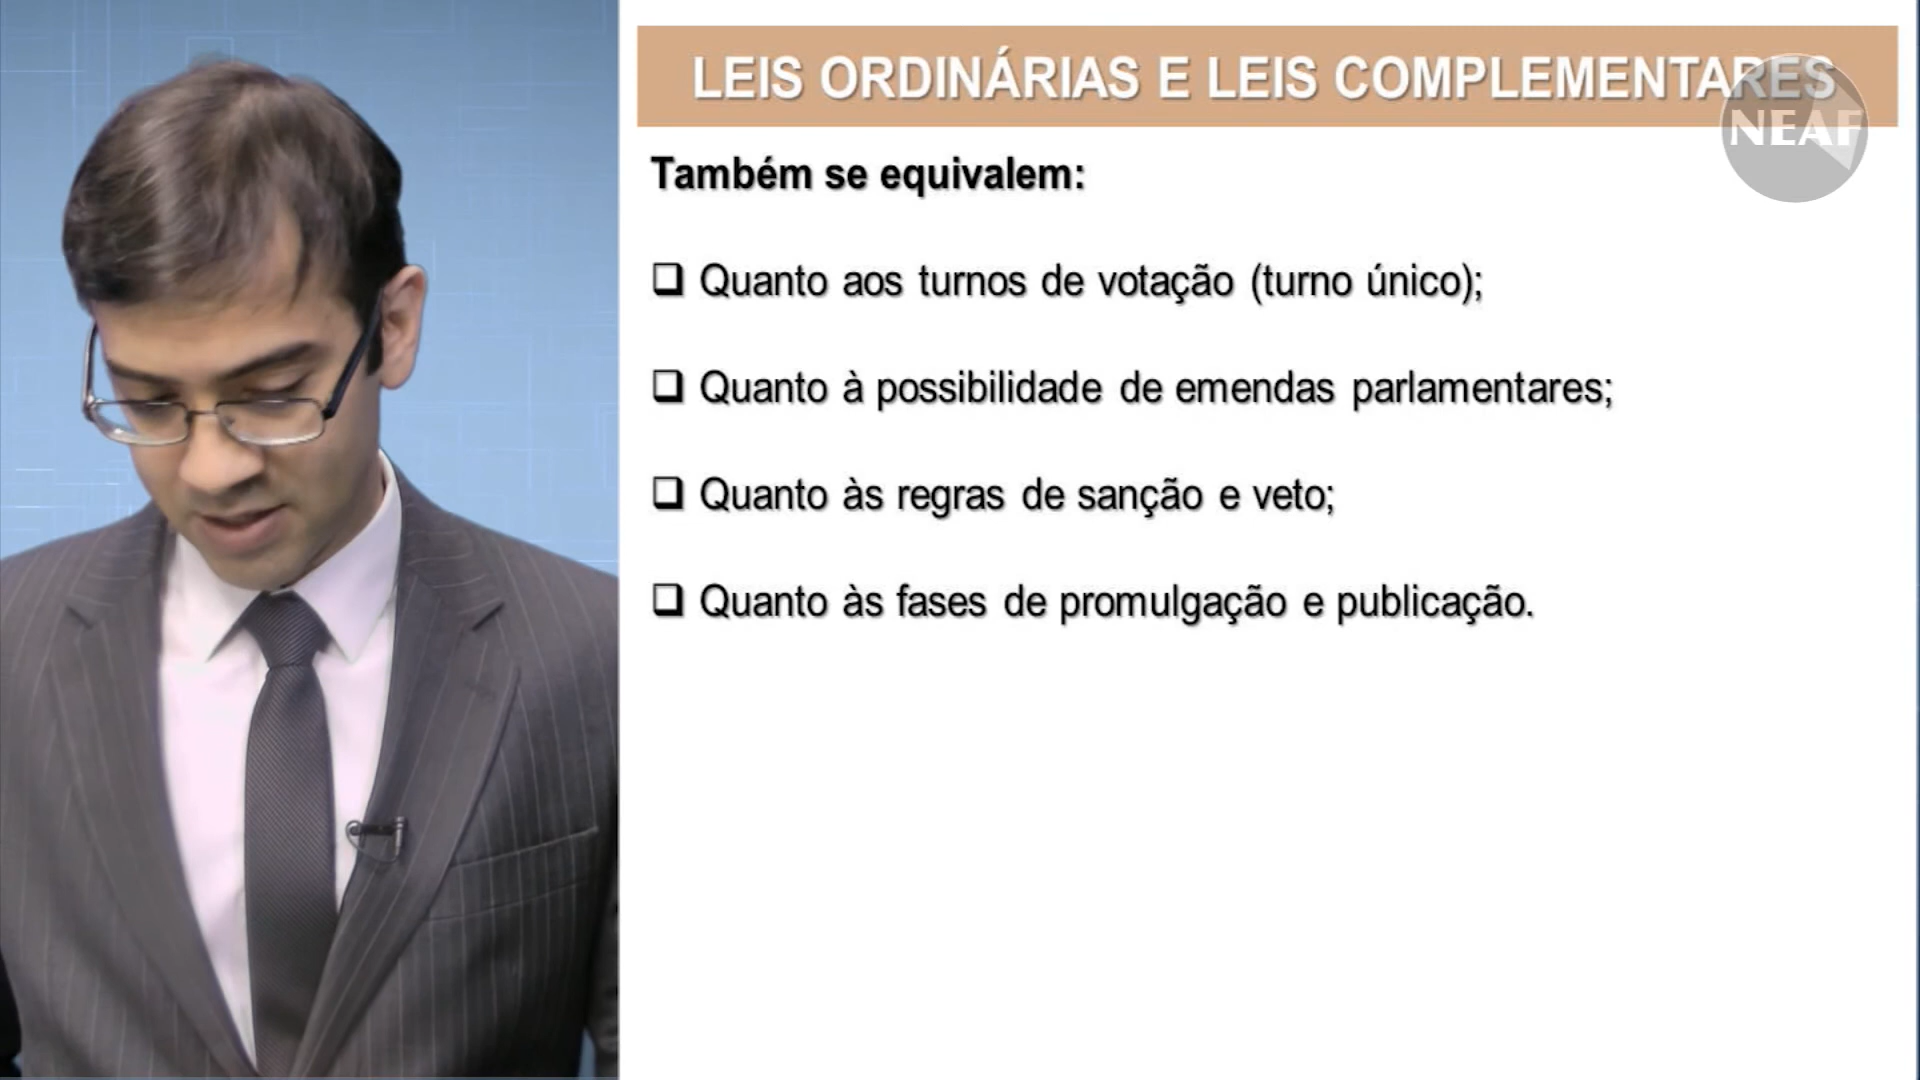 LEIS ORDINÁRIAS E LEIS COMPLEMENTARES
NEAF
Também se equivalem:
Quanto aos turnos de votação (turno único);
Quanto à possibilidade de emendas parlamentares;
Quanto às regras de sanção e veto;
Quanto às fases de promulgação e publicação.